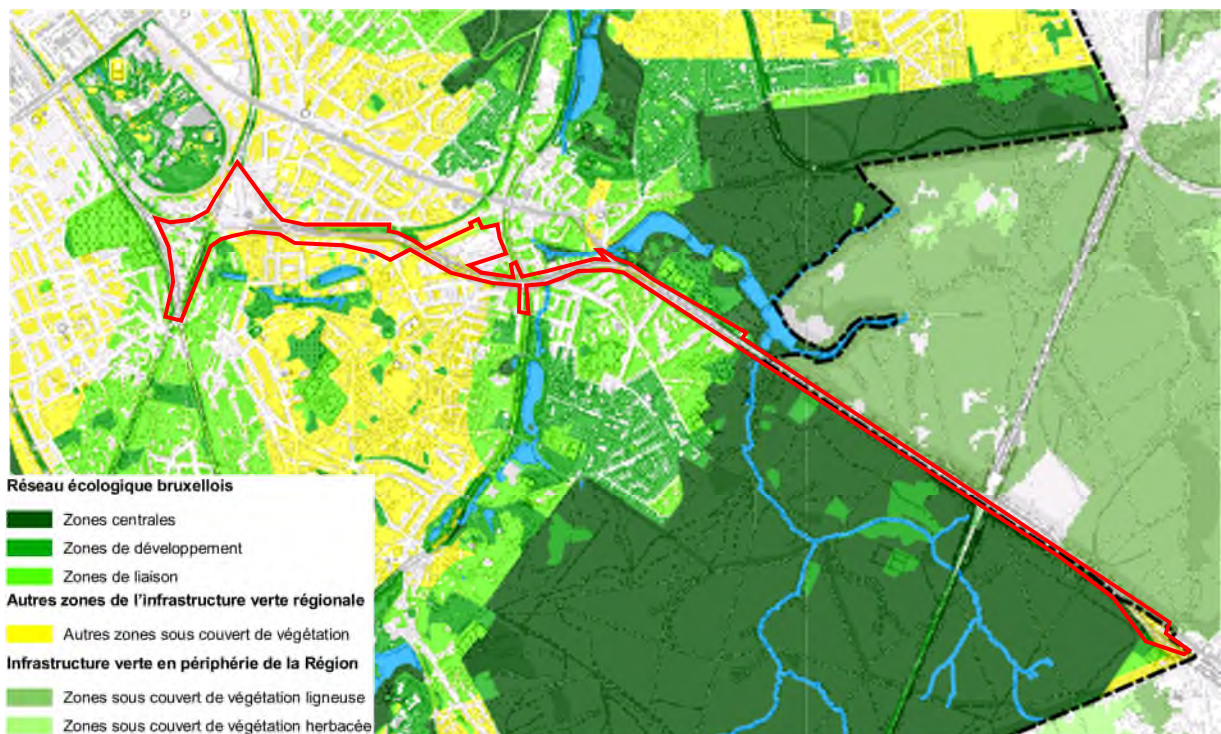 Réseau écologique bruxellois
Zones centrales
Zones de développement
Zones de liaison
Autres zones de l'infrastructure verte régionale
Autres zones sous couvert de végétation
Infrastructure verte en périphérie de la Région
Zones sous couvert de végétation ligneuse
Zones sous couvert de végétation herbacée